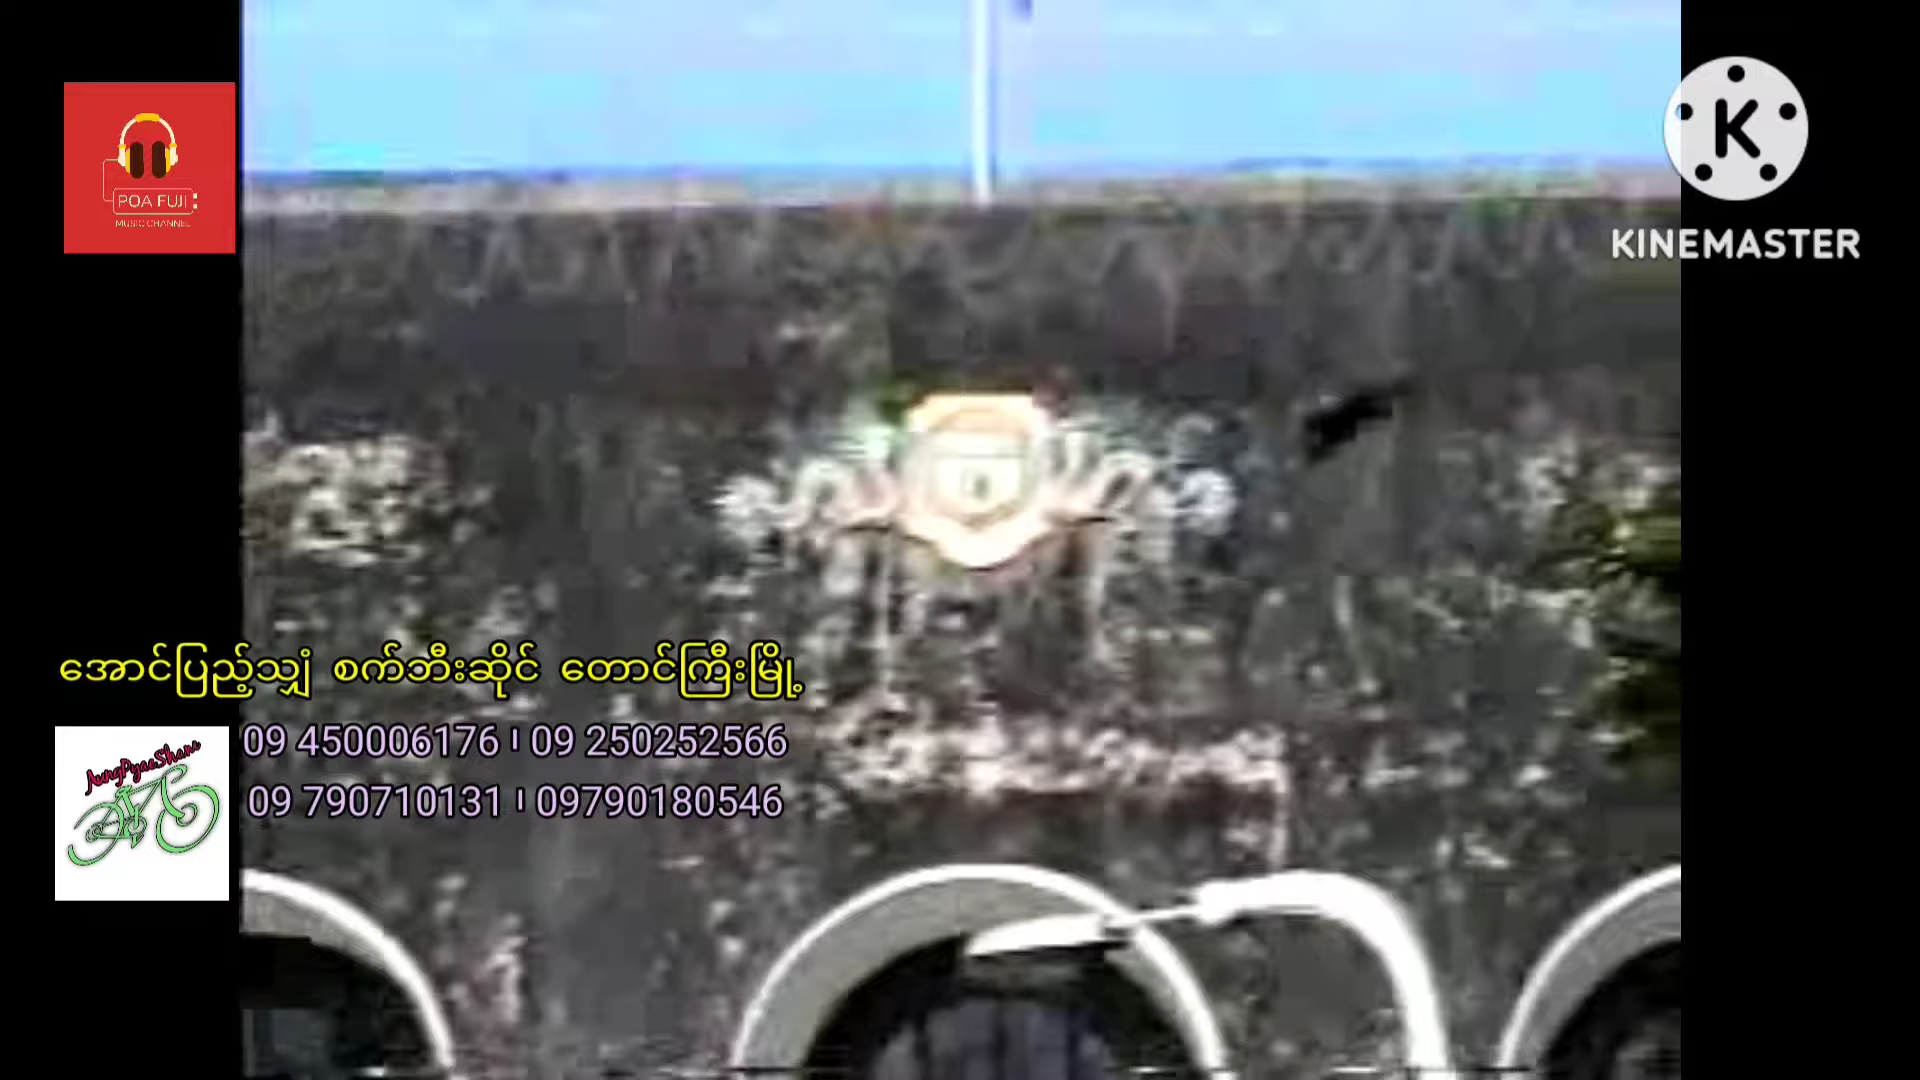 POA FUJI
MUSIC CHANNEL
K
KINEMASTER
အောင်ပြည့်သျှံ စက်ဘီးဆိုင် တောင်ကြီးမြို့
09 450006176 ၊ 09 250252566
09 790710131 ၊ 09790180546
AungPyaeShan